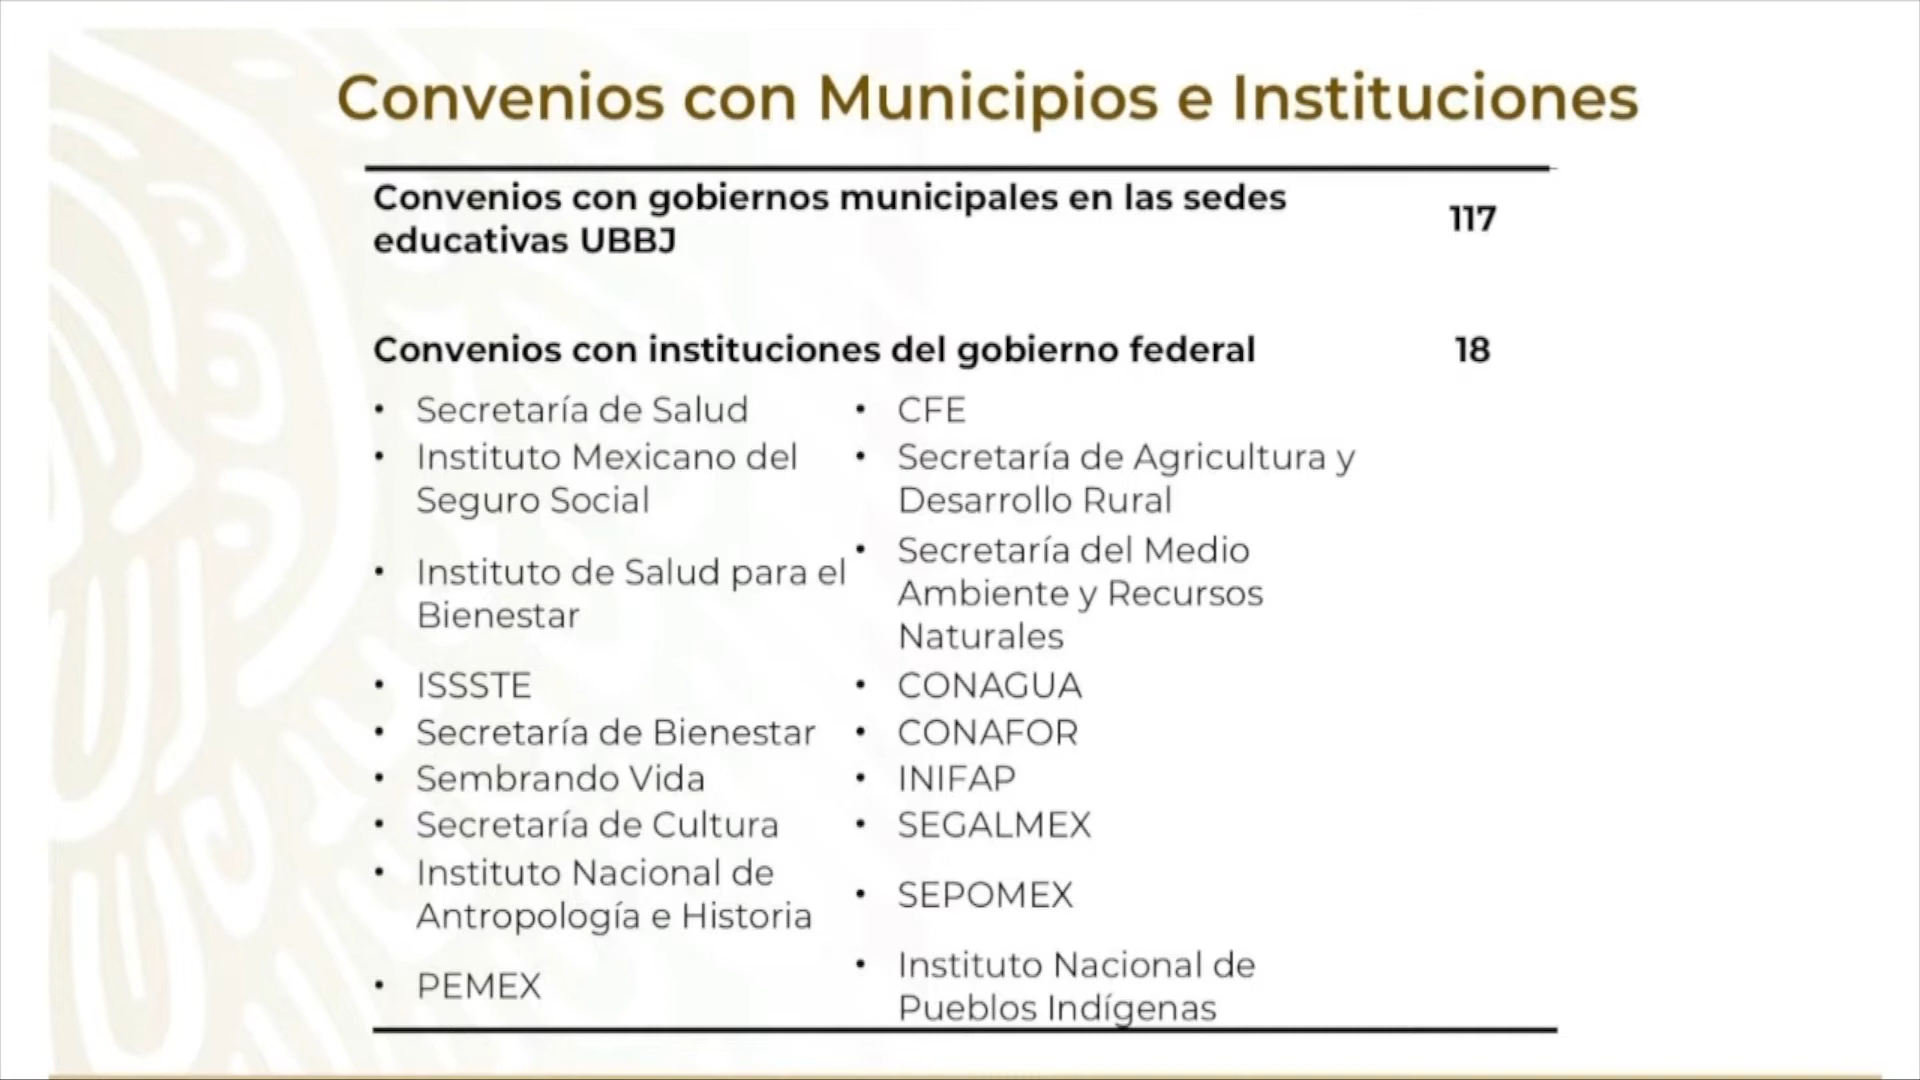 Convenios con Municipios e Instituciones
Convenios con gobiernos municipales en las sedes
educativas UBBJ
117
Convenios con instituciones del gobierno federal
18
• Secretaría de Salud
• Instituto Mexicano del
Seguro Social
• Instituto de Salud para el
Bienestar
• ISSSTE
• Secretaría de Bienestar
• Sembrando Vida
• Secretaría de Cultura
• Instituto Nacional de
Antropología e Historia
• PEMEX
• CFE
• Secretaría de Agricultura y
Desarrollo Rural
• Secretaría del Medio
Ambiente y Recursos
Naturales
• CONAGUA
• CONAFOR
• INIFAP
• SEGALMEX
• SEPOMEX
• Instituto Nacional de
Pueblos Indígenas